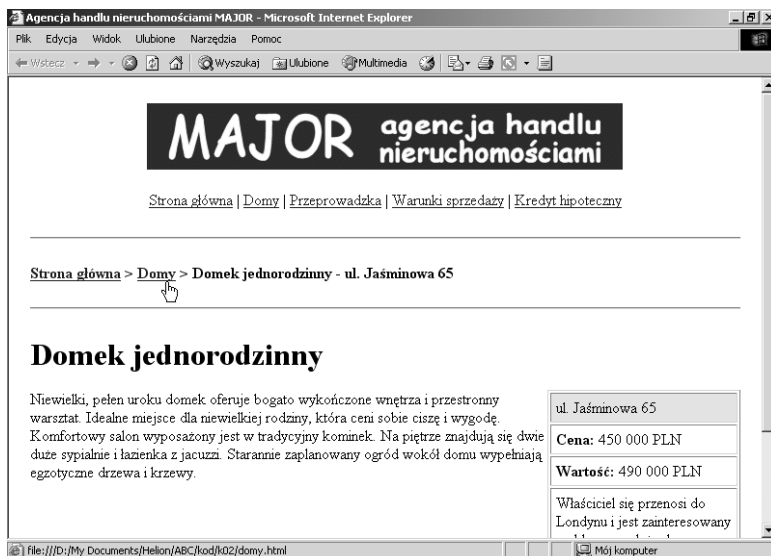 Agencja handlu nieruchomościami MAJOR - Microsoft Internet Explorer
Plik Edycja Widok Ulubione Narzędzia Pomoc
Wstecz Wyszukaj Ulubione Multimedia
MAJOR agencja handlu
nieruchomościami
Strona główna | Domy | Przeprowadzka | Warunki sprzedaży | Kredyt hipoteczny
Strona główna > Domy > Domek jednorodzinny - ul. Jaśminowa 65
Domek jednorodzinny
Niewielki, pełen uroku domek oferuje bogato wykończone wnętrza i przestronny
warsztat. Idealne miejsce dla niewielkiej rodziny, która ceni sobie ciszę i wygodę.
Komfortowy salon wyposażony jest w tradycyjny kominek. Na piętrze znajdują się dwie
duże sypialnie i łazienka z jacuzzi. Starannie zaplanowany ogród wokół domu wypełniają
egzotyczne drzewa i krzewy.
ul. Jaśminowa 65
Cena: 450 000 PLN
Wartość: 490 000 PLN
Właściciel się przenosi do
Londynu i jest zainteresowany
file:///D:/My Documents/Helion/ABC/kod/k02/domy.html
Mój komputer